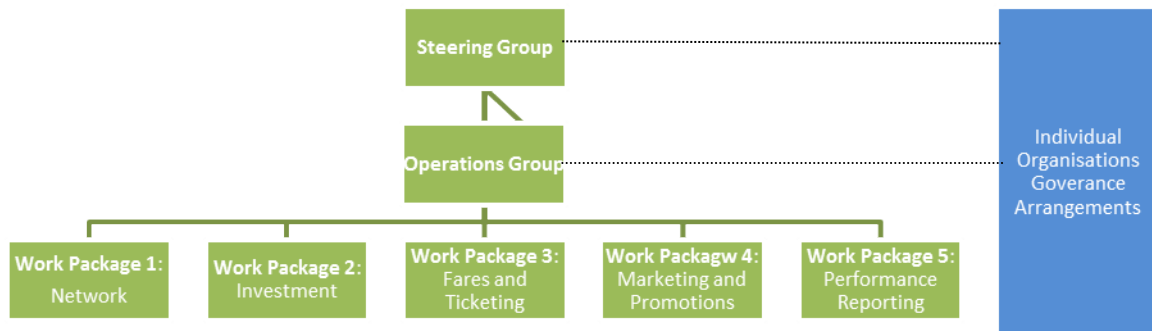 Steering Group
Operations Group
Individual
Organisations
Goverance
Arrangements
Work Package 1:
Network
Work Package 2:
Investment
Work Package 3:
Fares and
Ticketing
Work Packagw 4:
Marketing and
Promotions
Work Package 5:
Performance
Reporting